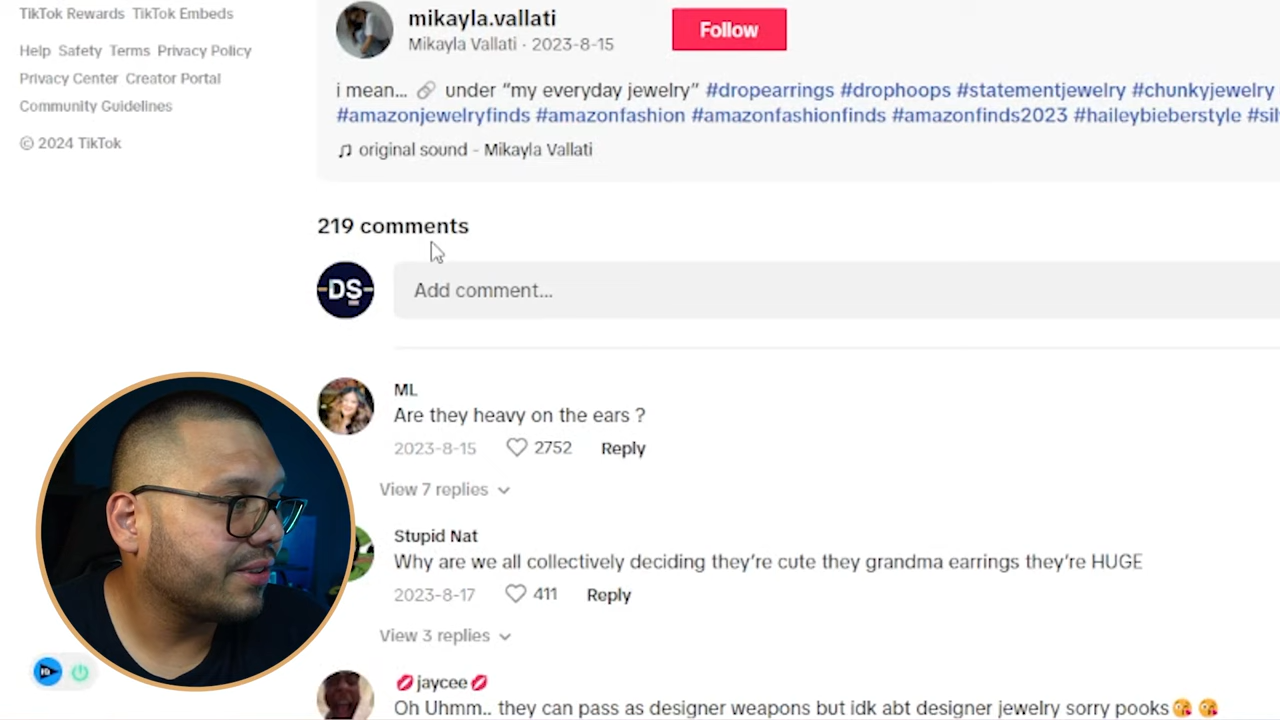 TikTok Rewards TikTok Embeds
Help Safety Terms Privacy Policy
Privacy Center Creator Portal
Community Guidelines
© 2024 TikTok
mikayla.vallati
Mikayla Vallati · 2023-8-15
Follow
i mean... 🔗 under “my everyday jewelry” #dropearrings #drophoops #statementjewelry #chunkyjewelry
#amazonjewelryfinds #amazonfashion #amazonfashionfinds #amazonfinds2023 #haileybieberstyle #sil
♫ original sound - Mikayla Vallati
219 comments
DS
Add comment...
ML
Are they heavy on the ears ?
2023-8-15 2752 Reply
View 7 replies
Stupid Nat
Why are we all collectively deciding they’re cute they grandma earrings they’re HUGE
2023-8-17 411 Reply
View 3 replies
💋jaycee💋
Oh Uhmm.. they can pass as designer weapons but idk abt designer jewelry sorry pooks😘 😘